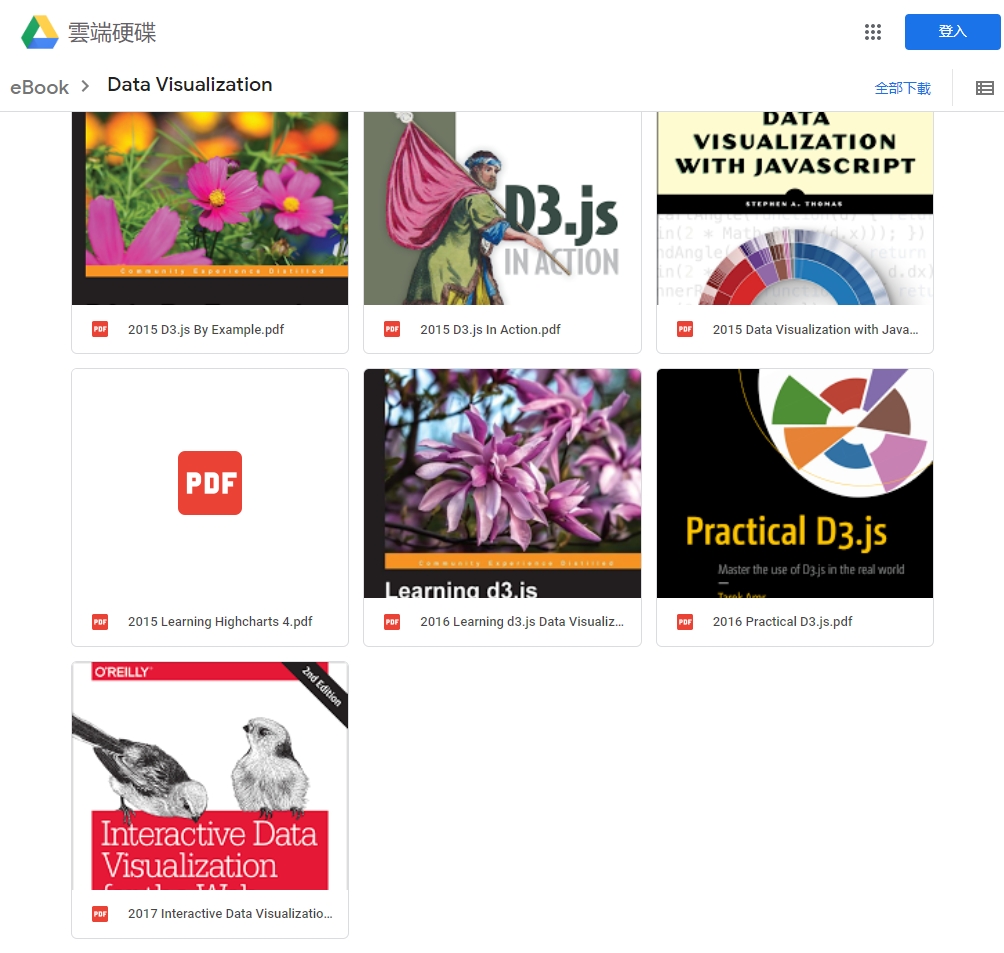 雲端硬碟
登入
eBook
Data Visualization
全部下載
Community Experience Distilled
PDF
2015 D3.js By Example.pdf
D3.js
IN ACTION
PDF
2015 D3.js In Action.pdf
DATA
VISUALIZATION
WITH JAVASCRIPT
STEPHEN A. THOMAS
PDF
2015 Data Visualization with Java...
PDF
PDF
2015 Learning Highcharts 4.pdf
Community Experience Distilled
Learning d3.js
PDF
2016 Learning d3.js Data Visualiz...
Practical D3.js
Master the use of D3.js in the real world
PDF
2016 Practical D3.js.pdf
O'REILLY®
2nd Edition
Interactive Data
Visualization
for the Web
PDF
2017 Interactive Data Visualizatio...